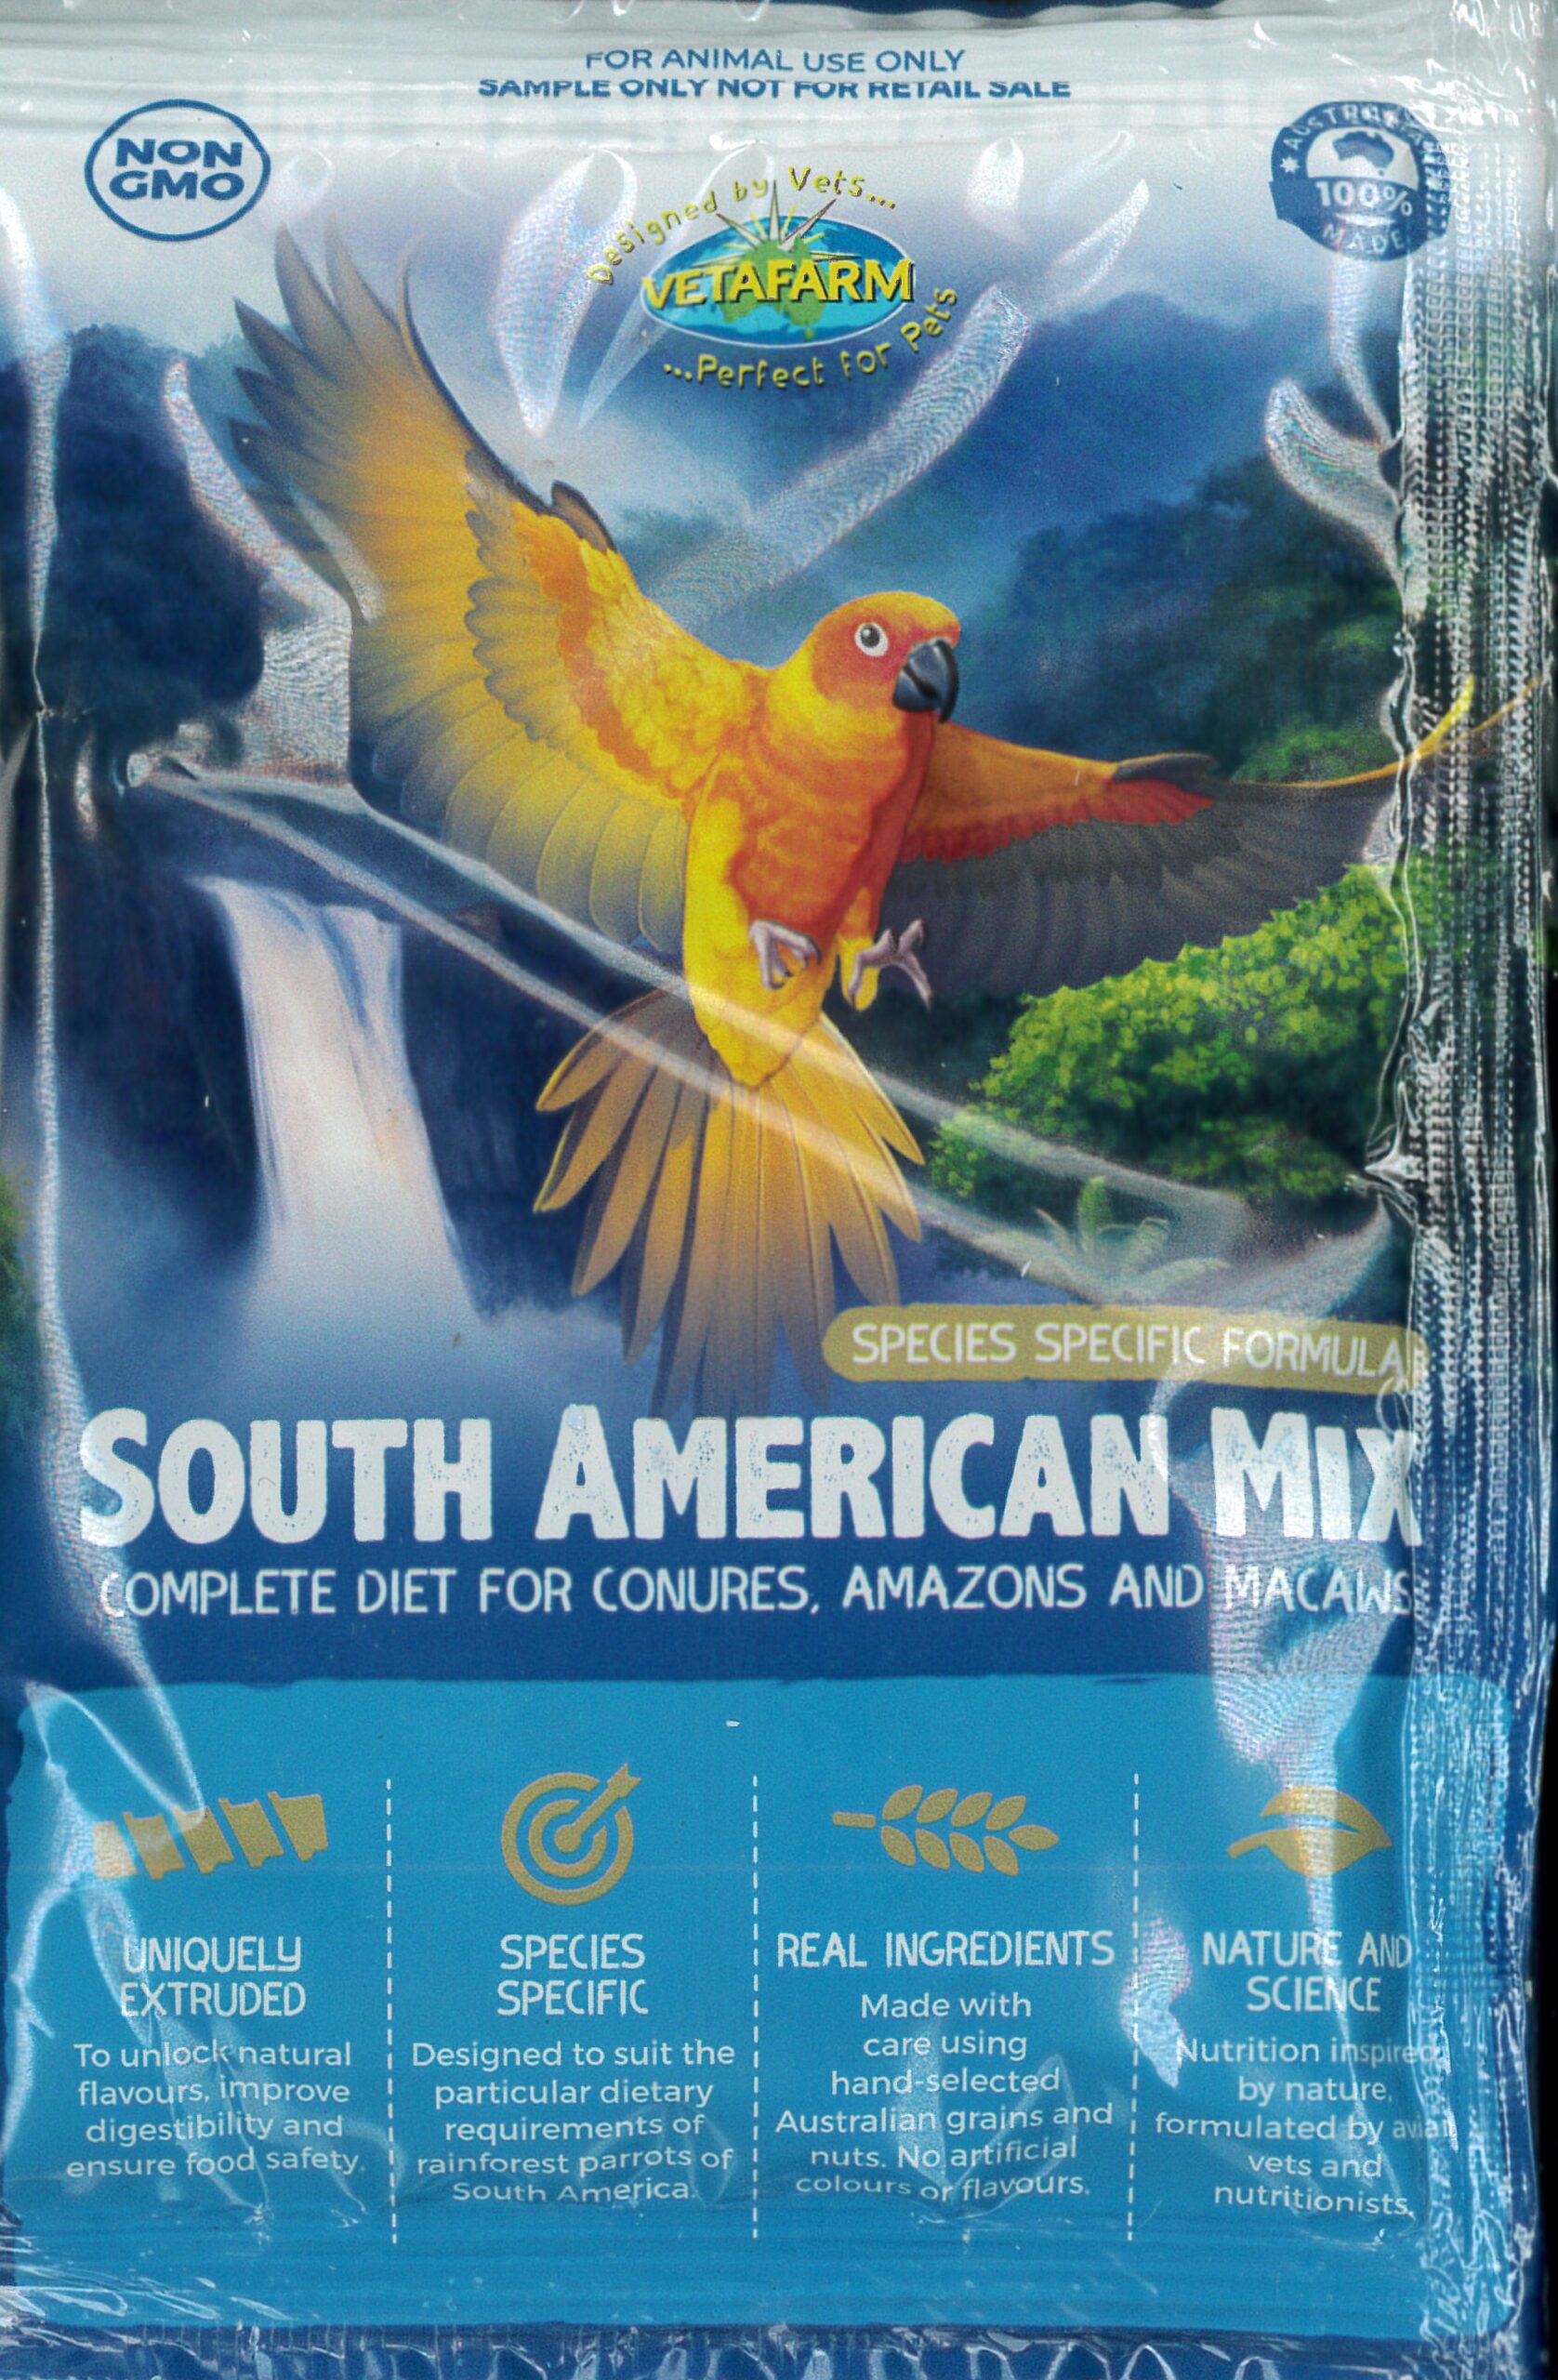 FOR ANIMAL USE ONLY
SAMPLE ONLY NOT FOR RETAIL SALE
NON
GMO
AUSTRALIAN
100%
MADE
Designed by Vets...
VETAFARM
...Perfect for Pets
SPECIES SPECIFIC FORMULA
SOUTH AMERICAN MIX
COMPLETE DIET FOR CONURES, AMAZONS AND MACAWS
UNIQUELY
EXTRUDED
To unlock natural
flavours, improve
digestibility and
ensure food safety.
SPECIES
SPECIFIC
Designed to suit the
particular dietary
requirements of
rainforest parrots of
South America.
REAL INGREDIENTS
Made with
care using
hand-selected
Australian grains and
nuts. No artificial
colours or flavours.
NATURE AND
SCIENCE
Nutrition inspired
by nature,
formulated by avian
vets and
nutritionists.